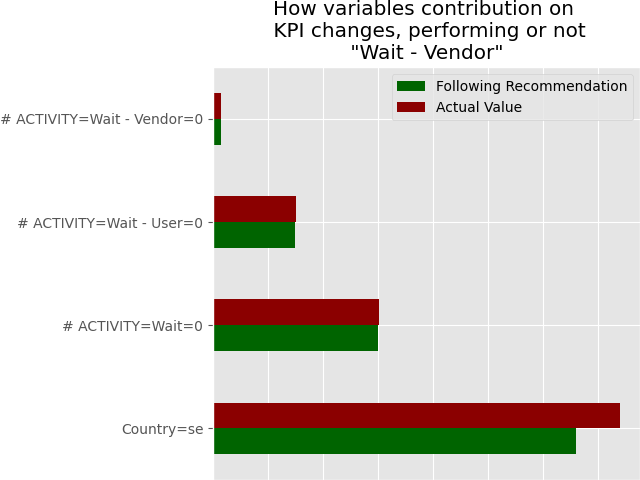 How variables contribution on
KPI changes, performing or not
"Wait - Vendor"
Following Recommendation
Actual Value
# ACTIVITY=Wait - Vendor=0
# ACTIVITY=Wait - User=0
# ACTIVITY=Wait=0
Country=se